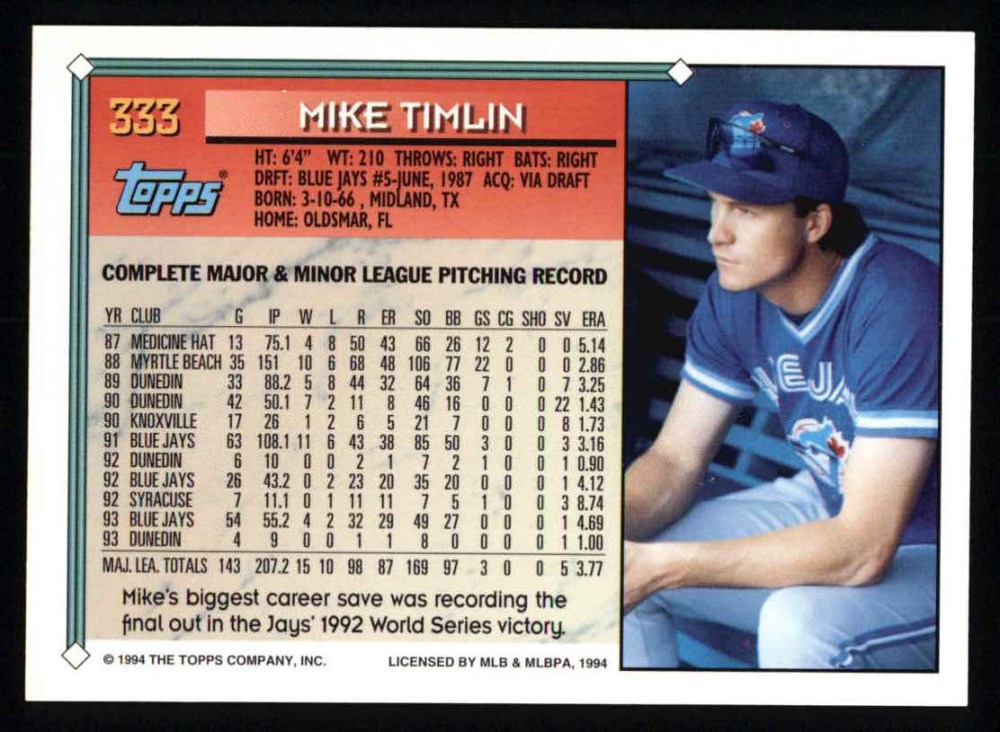 333
MIKE TIMLIN
Topps®
HT: 6'4" WT: 210 THROWS: RIGHT BATS: RIGHT
DRFT: BLUE JAYS #5-JUNE, 1987 ACQ: VIA DRAFT
BORN: 3-10-66 , MIDLAND, TX
HOME: OLDSMAR, FL
COMPLETE MAJOR & MINOR LEAGUE PITCHING RECORD
YR CLUB G IP W L R ER SO BB GS CG SHO SV ERA
87 MEDICINE HAT 13 75.1 4 8 50 43 66 26 12 2 0 0 5.14
88 MYRTLE BEACH 35 151 10 6 68 48 106 77 22 0 0 0 2.86
89 DUNEDIN 33 88.2 5 8 44 32 64 36 7 1 0 7 3.25
90 DUNEDIN 42 50.1 7 2 11 8 46 16 0 0 0 22 1.43
90 KNOXVILLE 17 26 1 2 6 5 21 7 0 0 0 8 1.73
91 BLUE JAYS 63 108.1 11 6 43 38 85 50 3 0 0 3 3.16
92 DUNEDIN 6 10 0 0 2 1 7 2 1 0 0 1 0.90
92 BLUE JAYS 26 43.2 0 2 23 20 35 20 0 0 0 1 4.12
92 SYRACUSE 7 11.1 0 1 11 11 7 5 1 0 0 3 8.74
93 BLUE JAYS 54 55.2 4 2 32 29 49 27 0 0 0 1 4.69
93 DUNEDIN 4 9 0 0 1 1 8 0 0 0 0 1 1.00
MAJ. LEA. TOTALS 143 207.2 15 10 98 87 169 97 3 0 0 5 3.77
Mike's biggest career save was recording the
final out in the Jays' 1992 World Series victory.
© 1994 THE TOPPS COMPANY, INC. LICENSED BY MLB & MLBPA, 1994